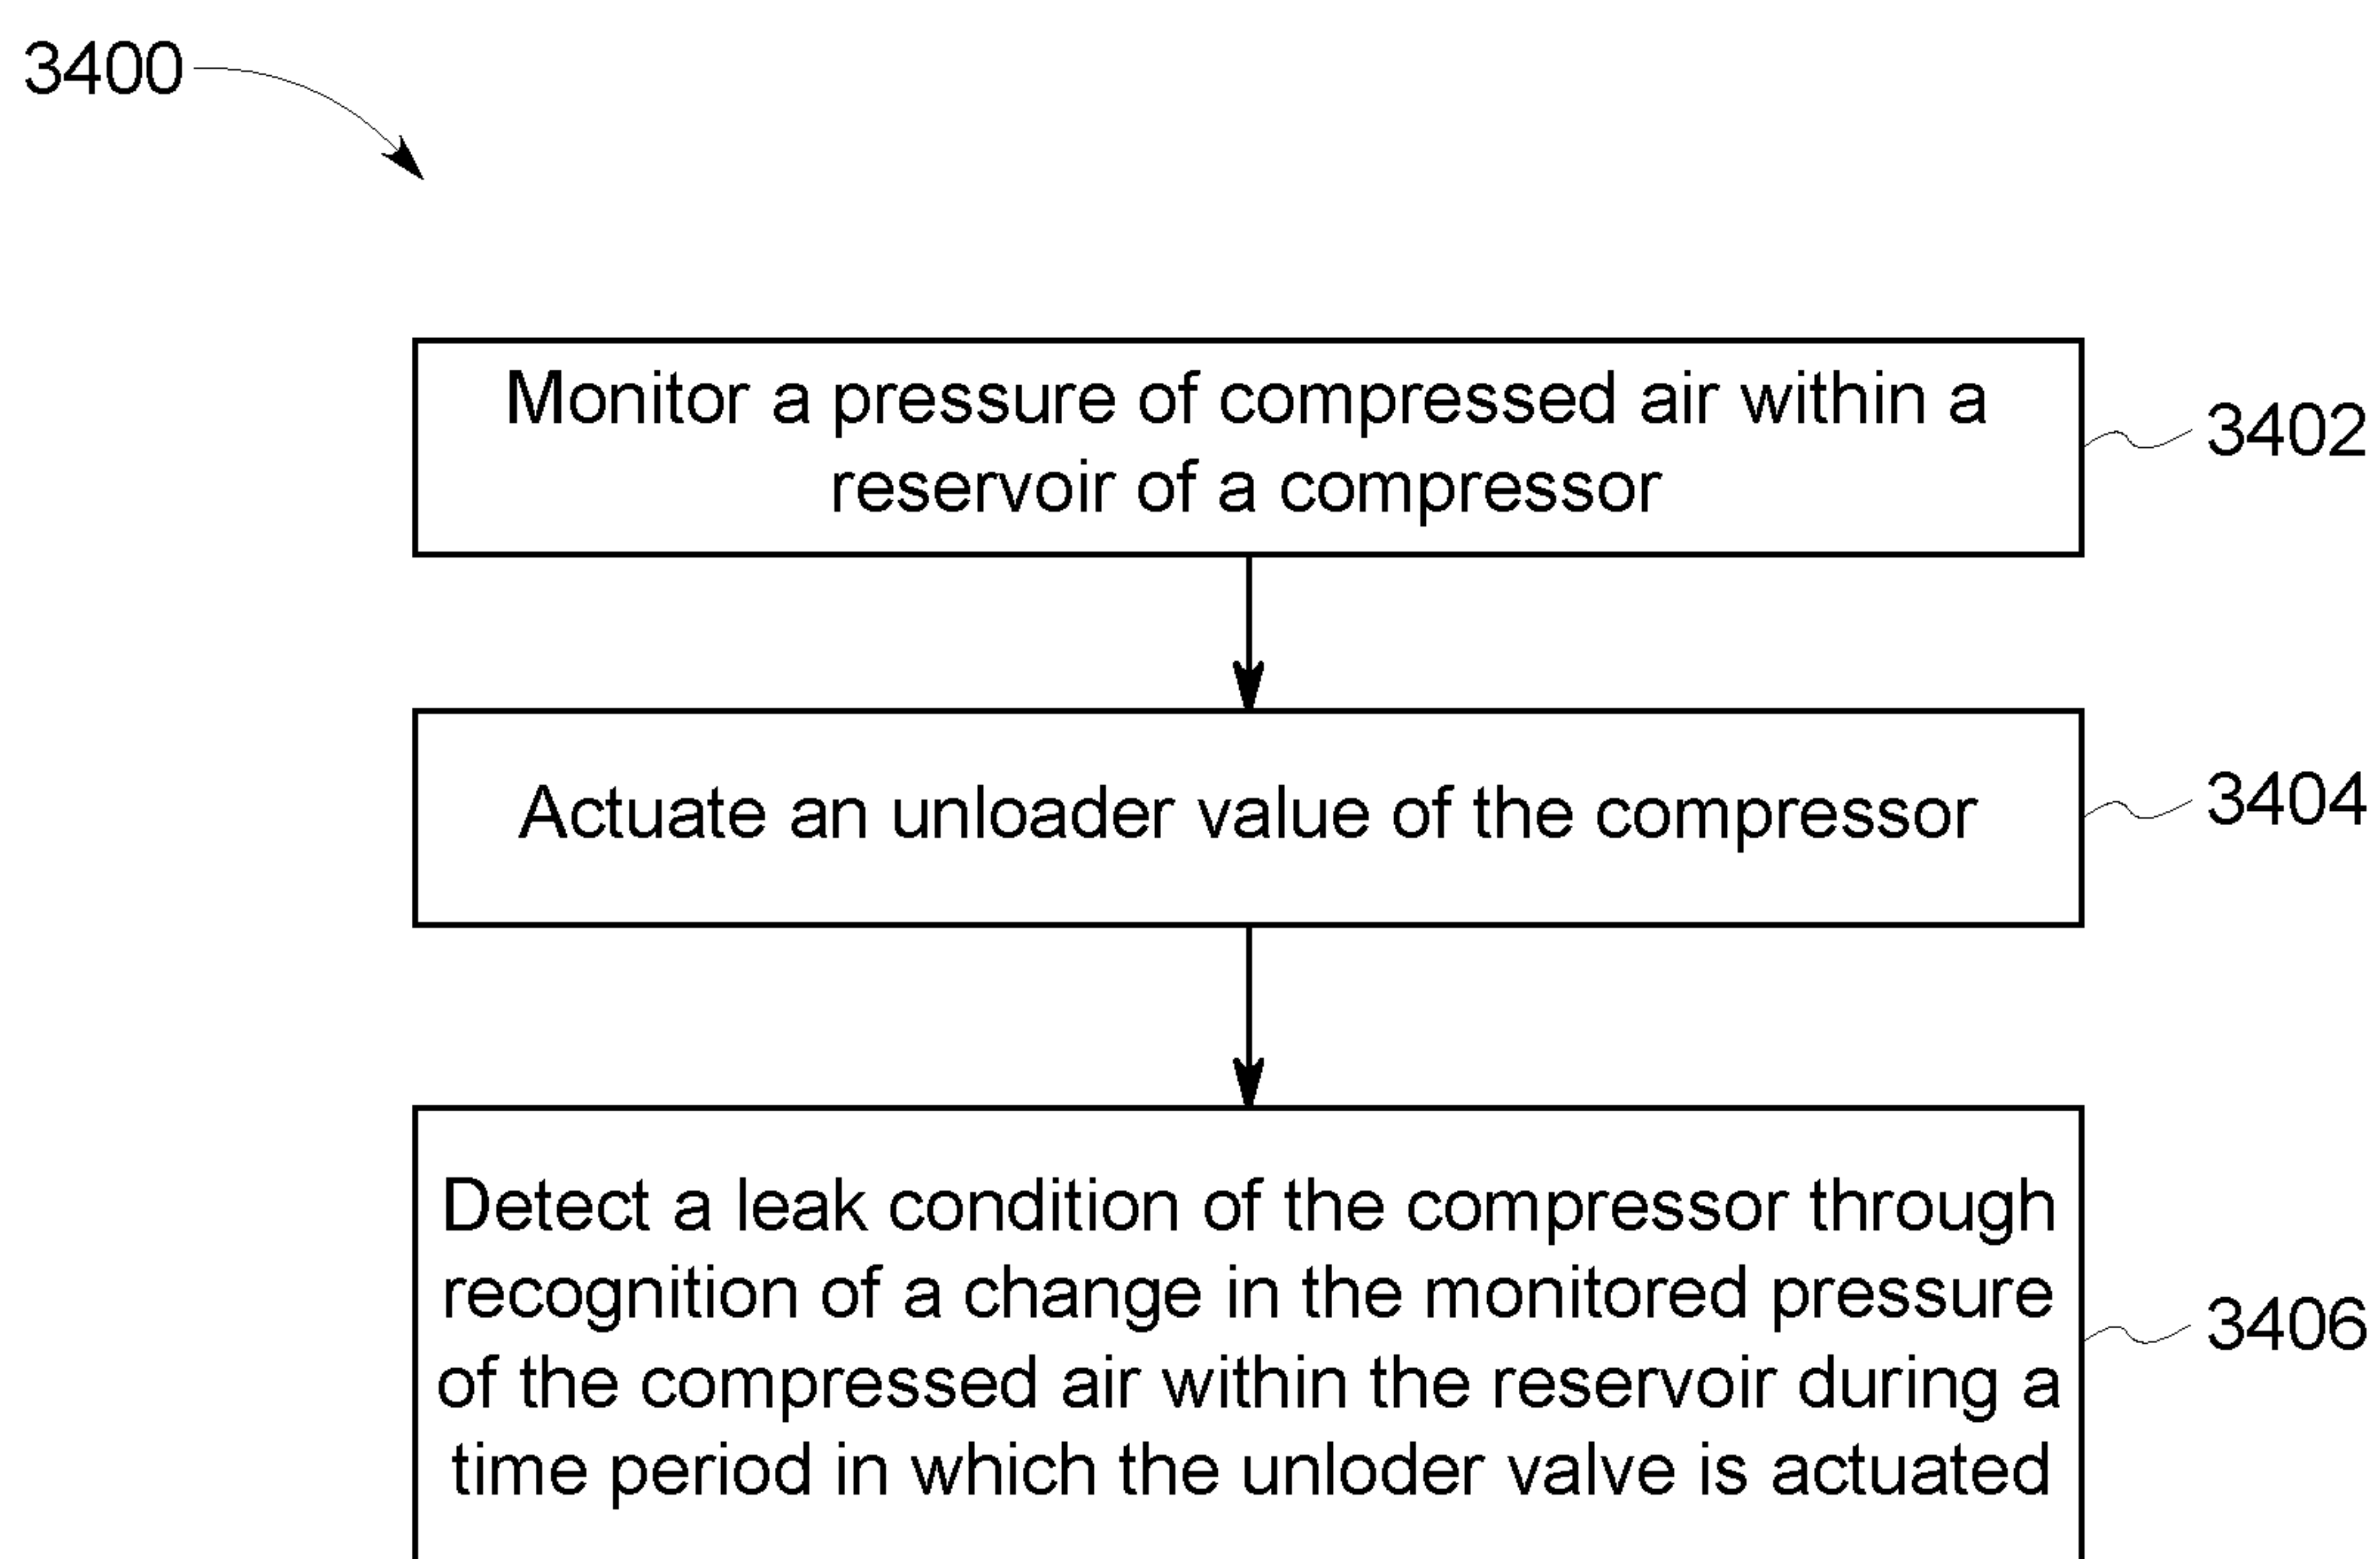 3400
Monitor a pressure of compressed air within a
reservoir of a compressor
3402
Actuate an unloader value of the compressor
3404
Detect a leak condition of the compressor through
recognition of a change in the monitored pressure
of the compressed air within the reservoir during a
time period in which the unloder valve is actuated
3406